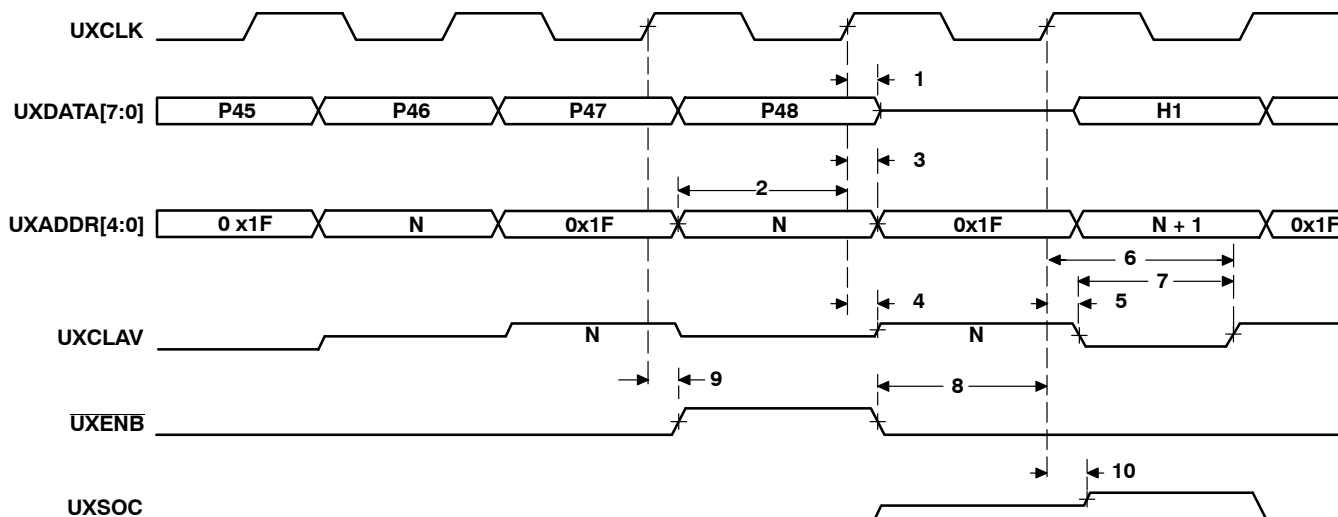 UXCLK
1
UXDATA[7:0] P45 P46 P47 P48 H1
3
2
UXADDR[4:0] 0 x1F N 0x1F N 0x1F N + 1 0x1F
6
7
4 5
UXCLAV N N
9 8
UXENB
10
UXSOC